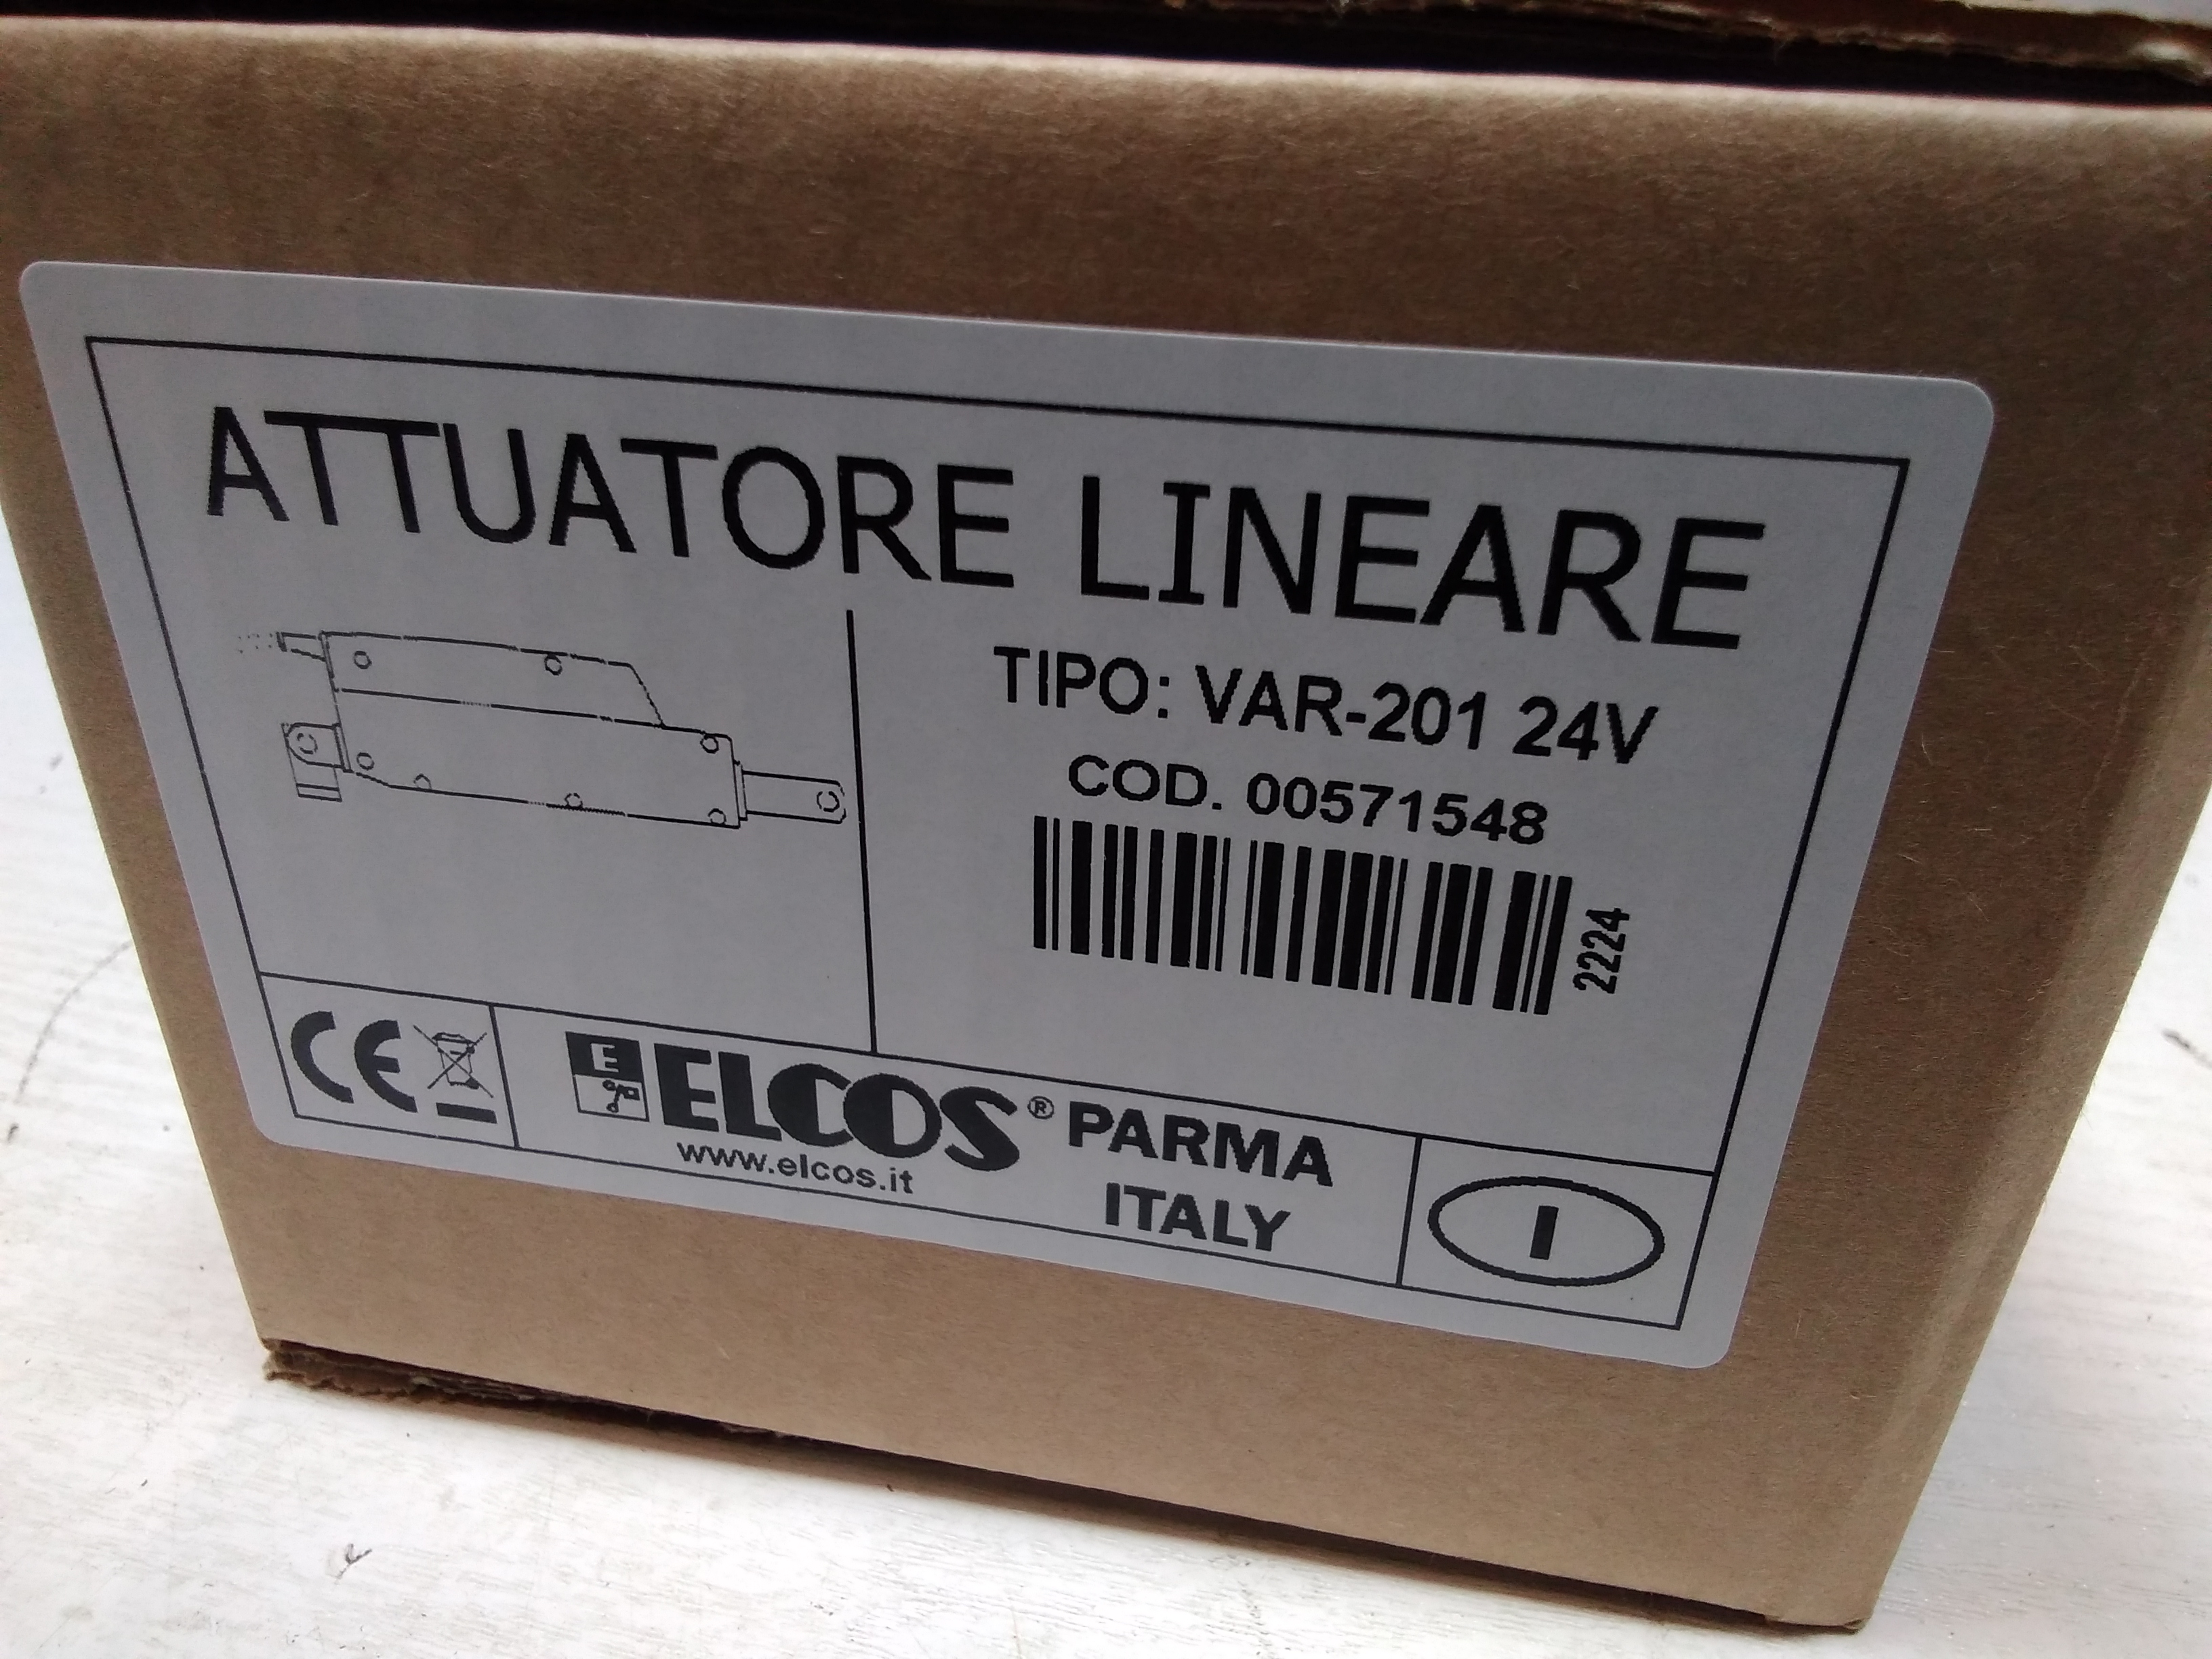 ATTUATORE LINEARE
TIPO: VAR-201 24V
COD. 00571548
2224
CE
E
ELCOS® PARMA
www.elcos.it
ITALY
I